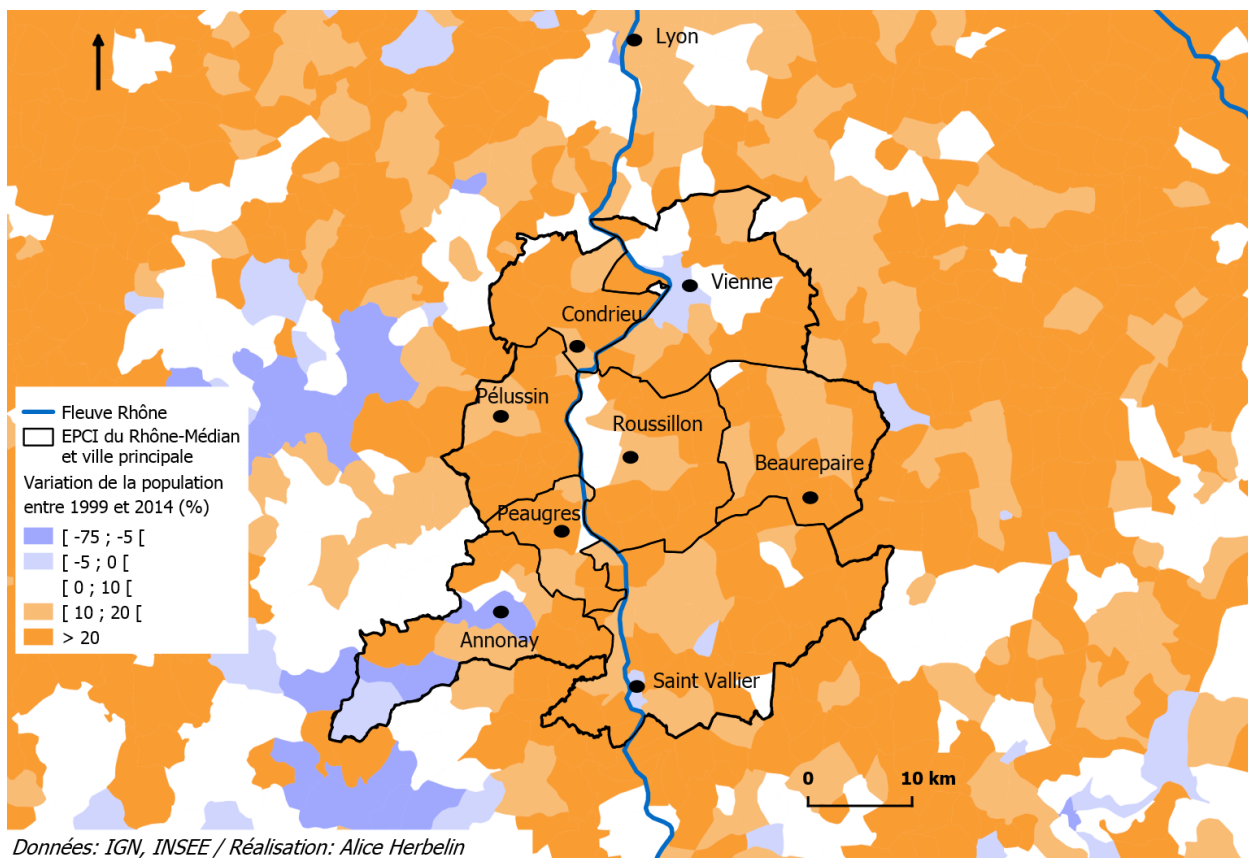 Lyon
Vienne
Condrieu
Pélussin
Roussillon
Beaurepaire
Peaugres
Annonay
Saint Vallier
Fleuve Rhône
EPCI du Rhône-Médian
et ville principale
Variation de la population
entre 1999 et 2014 (%)
[ -75 ; -5 [
[ -5 ; 0 [
[ 0 ; 10 [
[ 10 ; 20 [
> 20
0 10 km
Données: IGN, INSEE / Réalisation: Alice Herbelin